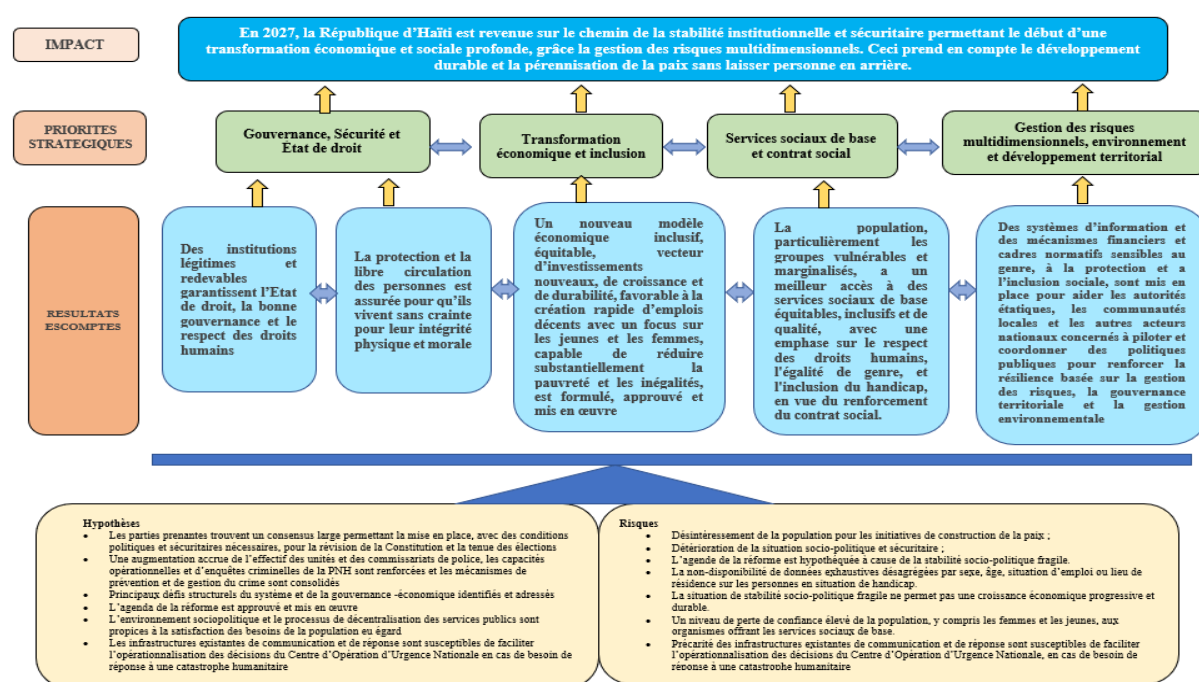 IMPACT
En 2027, la République d'Haïti est revenue sur le chemin de la stabilité institutionnelle et sécuritaire permettant le début d'une
transformation économique et sociale profonde, grâce la gestion des risques multidimensionnels. Ceci prend en compte le développement
durable et la pérennisation de la paix sans laisser personne en arrière.
PRIORITES
STRATEGIQUES
Gouvernance, Sécurité et
État de droit
Transformation
économique et inclusion
Services sociaux de base
et contrat social
Gestion des risques
multidimensionnels, environnement
et développement territorial
RESULTATS
ESCOMPTES
Des institutions
légitimes et
redevables
garantissent l'Etat
de droit, la bonne
gouvernance et le
respect des droits
humains
La protection et la
libre circulation
des personnes est
assurée pour qu'ils
vivent sans crainte
pour leur intégrité
physique et morale
Un nouveau modèle
économique inclusif,
équitable, vecteur
d'investissements
nouveaux, de croissance et
de durabilité, favorable à la
création rapide d'emplois
décents avec un focus sur
les jeunes et les femmes,
capable de réduire
substantiellement la
pauvreté et les inégalités,
est formulé, approuvé et
mis en œuvre
La population,
particulièrement les
groupes vulnérables et
marginalisés, a un
meilleur accès à des
services sociaux de base
équitables, inclusifs et de
qualité, avec une
emphase sur le respect
des droits humains,
l'égalité de genre, et
l'inclusion du handicap,
en vue du renforcement
du contrat social.
Des systèmes d'information et
des mécanismes financiers et
cadres normatifs sensibles au
genre, à la protection et a
l'inclusion sociale, sont mis en
place pour aider les autorités
étatiques, les communautés
locales et les autres acteurs
nationaux concernés à piloter et
coordonner des politiques
publiques pour renforcer la
résilience basée sur la gestion
des risques, la gouvernance
territoriale et la gestion
environnementale
Hypothèses
• Les parties prenantes trouvent un consensus large permettant la mise en place, avec des conditions
politiques et sécuritaires nécessaires, pour la révision de la Constitution et la tenue des élections
• Une augmentation accrue de l'effectif des unités et des commissariats de police, les capacités
opérationnelles et d'enquêtes criminelles de la PNH sont renforcées et les mécanismes de
prévention et de gestion du crime sont consolidés
• Principaux défis structurels du système et de la gouvernance -économique identifiés et adressés
• L'agenda de la réforme est approuvé et mis en œuvre
• L'environnement sociopolitique et le processus de décentralisation des services publics sont
propices à la satisfaction des besoins de la population eu égard
• Les infrastructures existantes de communication et de réponse sont susceptibles de faciliter
l'opérationnalisation des décisions du Centre d'Opération d'Urgence Nationale en cas de besoin de
réponse à une catastrophe humanitaire
Risques
• Désintéressement de la population pour les initiatives de construction de la paix ;
• Détérioration de la situation socio-politique et sécuritaire ;
• L'agenda de la réforme est hypothéquée à cause de la stabilité socio-politique fragile.
• La non-disponibilité de données exhaustives désagrégées par sexe, âge, situation d'emploi ou lieu de
résidence sur les personnes en situation de handicap.
• La situation de stabilité socio-politique fragile ne permet pas une croissance économique progressive et
durable.
• Un niveau de perte de confiance élevé de la population, y compris les femmes et les jeunes, aux
organismes offrant les services sociaux de base.
• Précarité des infrastructures existantes de communication et de réponse sont susceptibles de faciliter
l'opérationnalisation des décisions du Centre d'Opération d'Urgence Nationale, en cas de besoin de
réponse à une catastrophe humanitaire